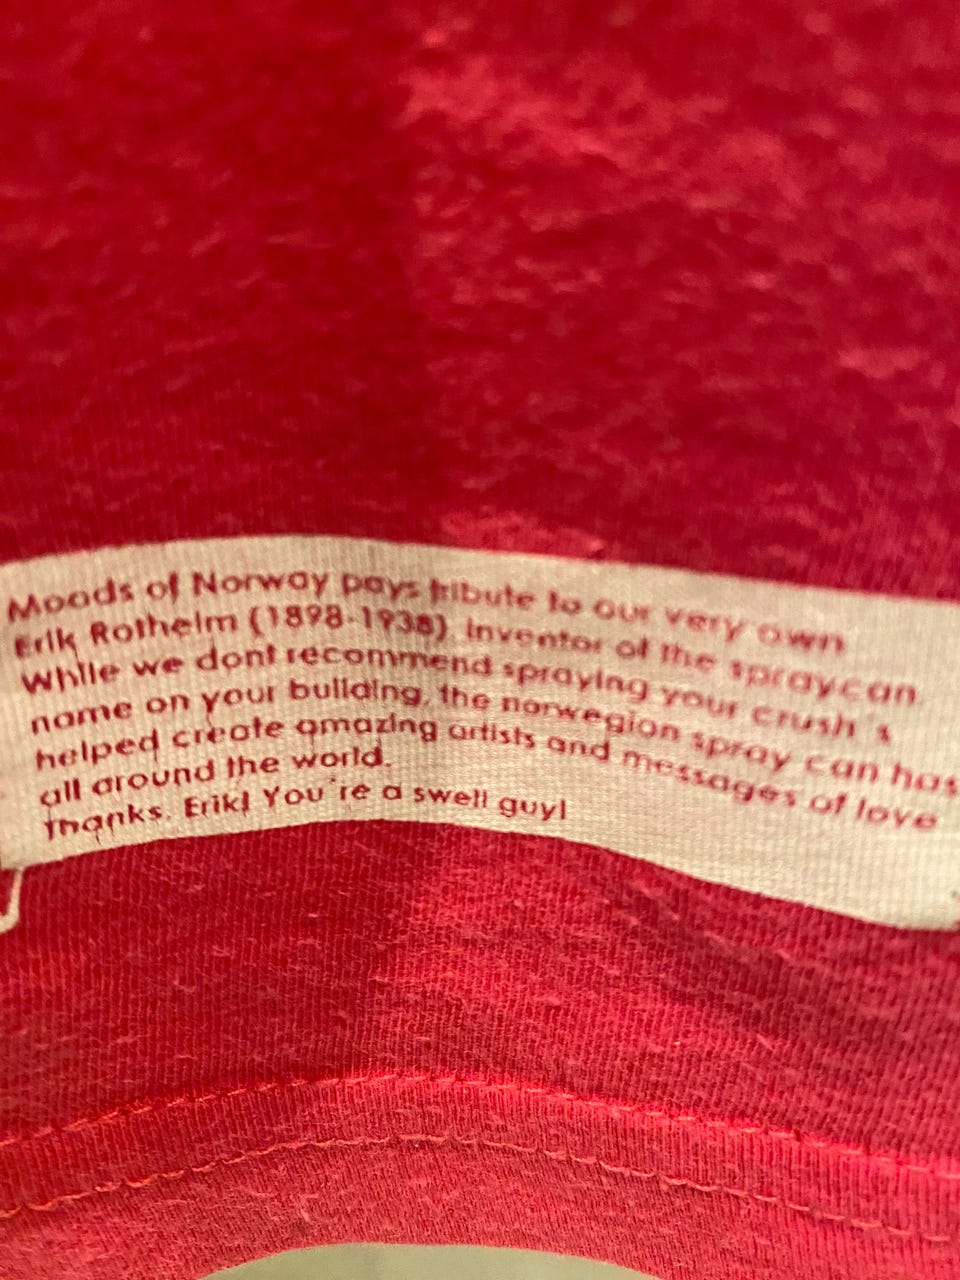 Moods of Norway pays tribute to our very own
Erik Rotheim (1898-1938), inventor of the spraycan.
While we dont recommend spraying your crush´s
name on your building, the norwegian spray can has
helped create amazing artists and messages of love
all around the world.
Thanks, Erik! You´re a swell guy!